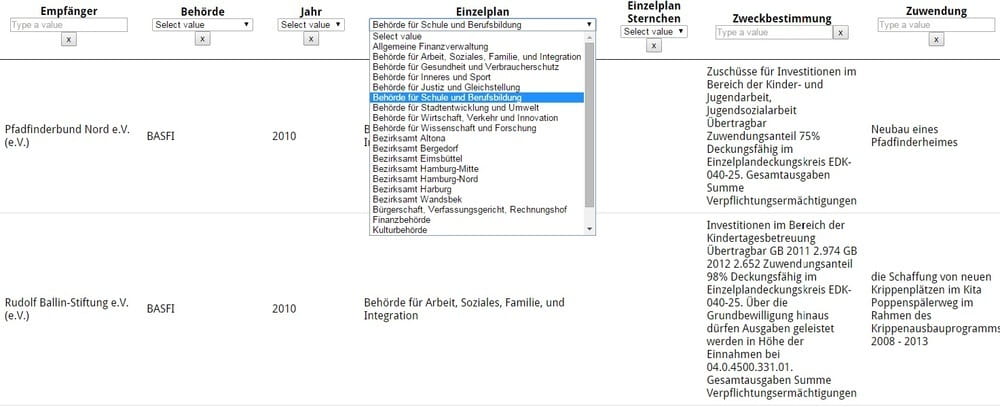 Empfänger
Type a value
x
Behörde
Select value
x
Jahr
Select value
x
Einzelplan
Behörde für Schule und Berufsbildung
Einzelplan
Sternchen
Select value
x
Zweckbestimmung
Type a value
x
Zuwendung
Type a value
x
Select value
Allgemeine Finanzverwaltung
Behörde für Arbeit, Soziales, Familie, und Integration
Behörde für Gesundheit und Verbraucherschutz
Behörde für Inneres und Sport
Behörde für Justiz und Gleichstellung
Behörde für Schule und Berufsbildung
Behörde für Stadtentwicklung und Umwelt
Behörde für Wirtschaft, Verkehr und Innovation
Behörde für Wissenschaft und Forschung
Bezirksamt Altona
Bezirksamt Bergedorf
Bezirksamt Eimsbüttel
Bezirksamt Hamburg-Mitte
Bezirksamt Hamburg-Nord
Bezirksamt Harburg
Bezirksamt Wandsbek
Bürgerschaft, Verfassungsgericht, Rechnungshof
Finanzbehörde
Kulturbehörde
Pfadfinderbund Nord e.V.
(e.V.)
BASFI
2010
Zuschüsse für Investitionen im
Bereich der Kinder- und
Jugendarbeit,
Jugendsozialarbeit
Übertragbar
Zuwendungsanteil 75%
Deckungsfähig im
Einzelplandeckungskreis EDK-
040-25. Gesamtausgaben
Summe
Verpflichtungsermächtigungen
Neubau eines
Pfadfinderheimes
Rudolf Ballin-Stiftung e.V.
(e.V.)
BASFI
2010
Behörde für Arbeit, Soziales, Familie, und
Integration
Investitionen im Bereich der
Kindertagesbetreuung
Übertragbar GB 2011 2.974 GB
2012 2.652 Zuwendungsanteil
98% Deckungsfähig im
Einzelplandeckungskreis EDK-
040-25. Über die
Grundbewilligung hinaus
dürfen Ausgaben geleistet
werden in Höhe der
Einnahmen bei
04.0.4500.331.01.
Gesamtausgaben Summe
Verpflichtungsermächtigungen
die Schaffung von neuen
Krippenplätzen im Kita
Poppenspälerweg im
Rahmen des
Krippenausbauprogramms
2008 - 2013